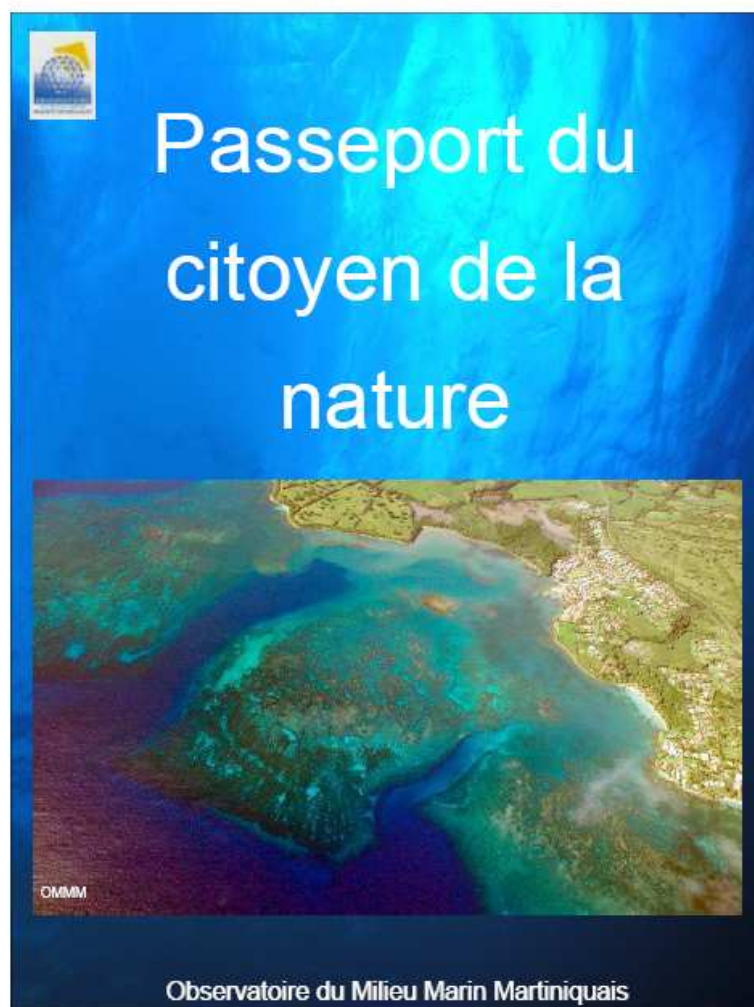 Passeport du
citoyen de la
nature
OMMM
Observatoire du Milieu Marin Martiniquais